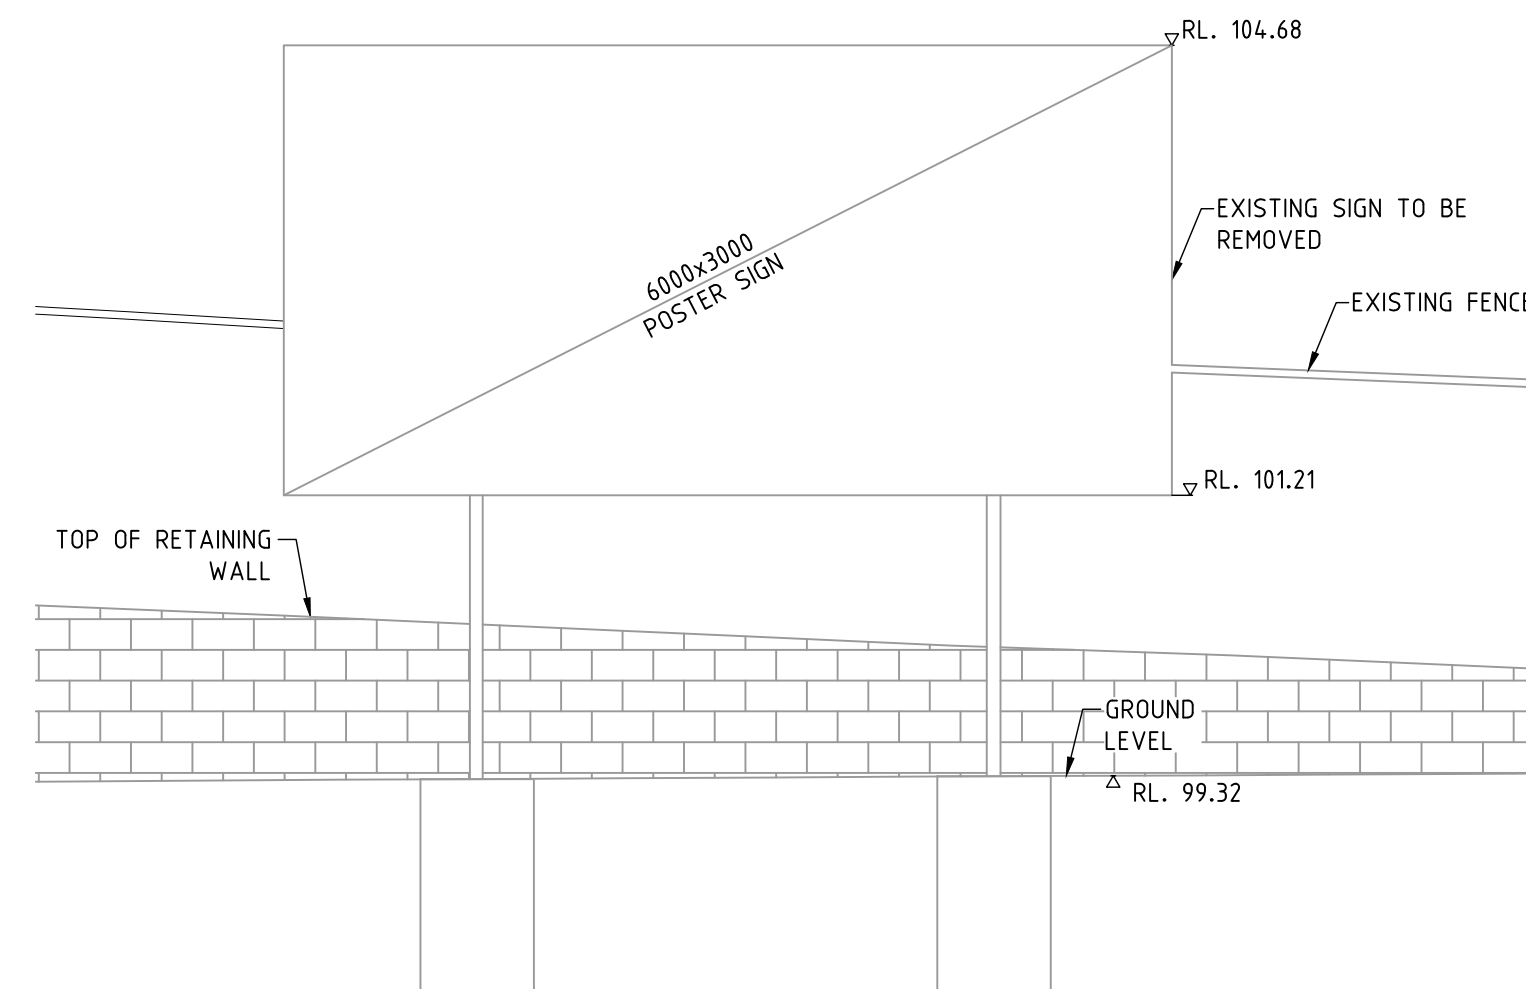 RL. 104.68
EXISTING SIGN TO BE
REMOVED
6000x3000
POSTER SIGN
EXISTING FENCE
RL. 101.21
TOP OF RETAINING
WALL
GROUND
LEVEL
RL. 99.32